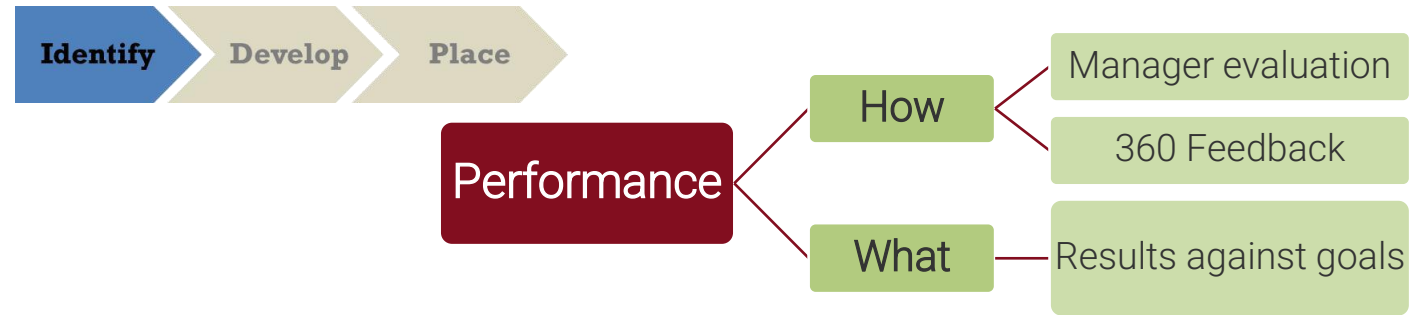 Identify
Develop
Place
Performance
How
Manager evaluation
360 Feedback
What
Results against goals